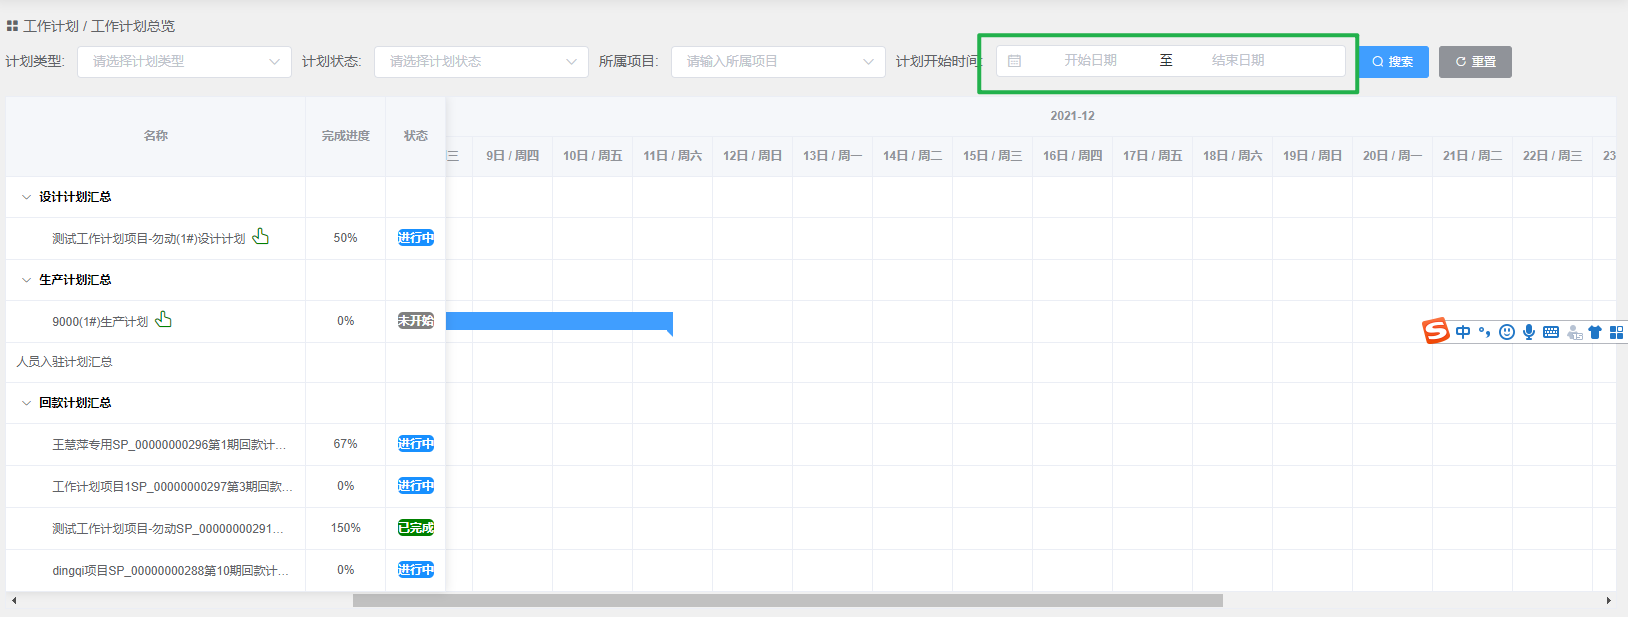 工作计划 / 工作计划总览
计划类型: 请选择计划类型 计划状态: 请选择计划状态 所属项目: 请输入所属项目 计划开始时间: 开始日期 至 结束日期 搜索 重置
名称 完成进度 状态 2021-12
三 9日 / 周四 10日 / 周五 11日 / 周六 12日 / 周日 13日 / 周一 14日 / 周二 15日 / 周三 16日 / 周四 17日 / 周五 18日 / 周六 19日 / 周日 20日 / 周一 21日 / 周二 22日 / 周三 23
设计计划汇总
测试工作计划项目-勿动(1#)设计计划 50% 进行中
生产计划汇总
9000(1#)生产计划 0% 未开始
中
人员入驻计划汇总
回款计划汇总
王慧萍专用SP_00000000296第1期回款计... 67% 进行中
工作计划项目1SP_00000000297第3期回款... 0% 进行中
测试工作计划项目-勿动SP_00000000291... 150% 已完成
dingqi项目SP_00000000288第10期回款计... 0% 进行中